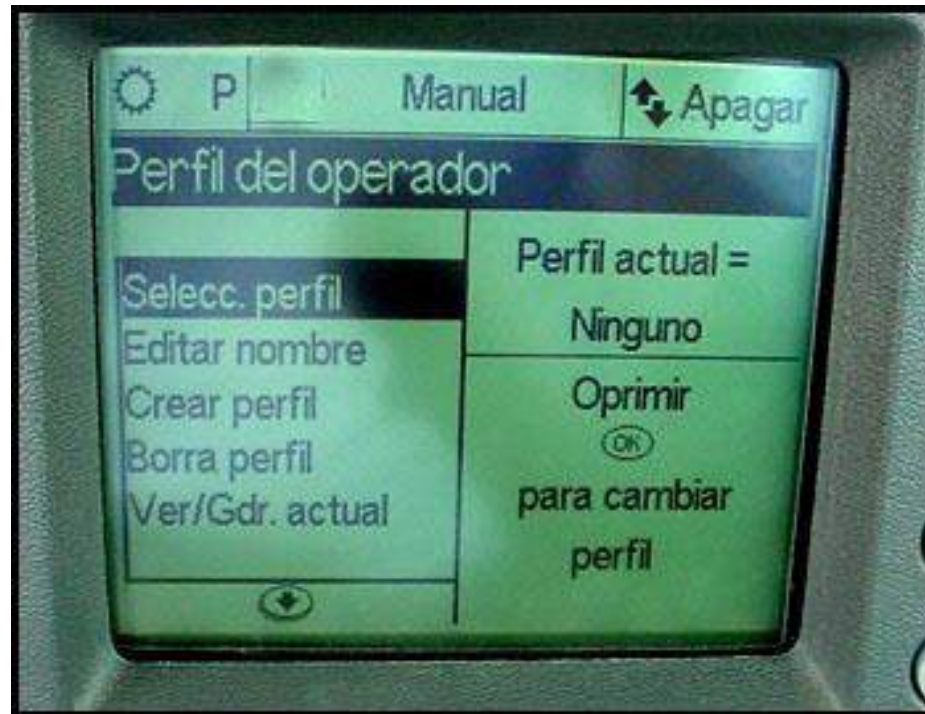 P Manual Apagar
Perfil del operador
Selecc. perfil
Editar nombre
Crear perfil
Borra perfil
Ver/Gdr. actual
Perfil actual =
Ninguno
Oprimir
OK
para cambiar
perfil